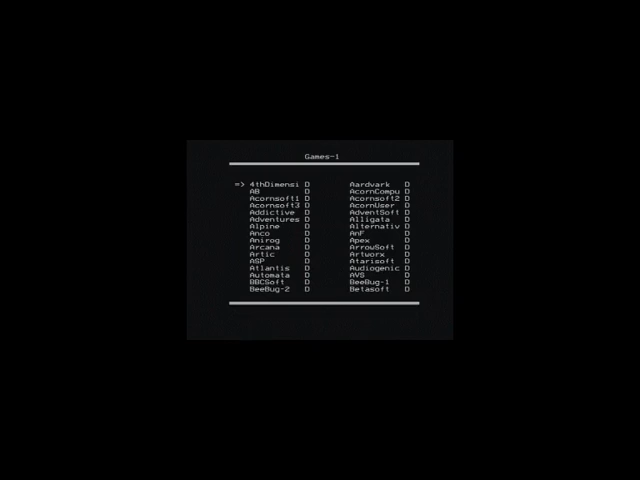 Games-1
=> 4thDimensi D Aardvark D
AB D AcornCompu D
Acornsoft1 D Acornsoft2 D
Acornsoft3 D AcornUser D
Addictive D AdventSoft D
Adventures D Alligata D
Alpine D Alternativ D
Anco D AnF D
Anirog D Apex D
Arcana D ArrowSoft D
Artic D Artworx D
ASP D Atarisoft D
Atlantis D Audiogenic D
Automata D AVS D
BBCSoft D BeeBug-1 D
BeeBug-2 D Betasoft D